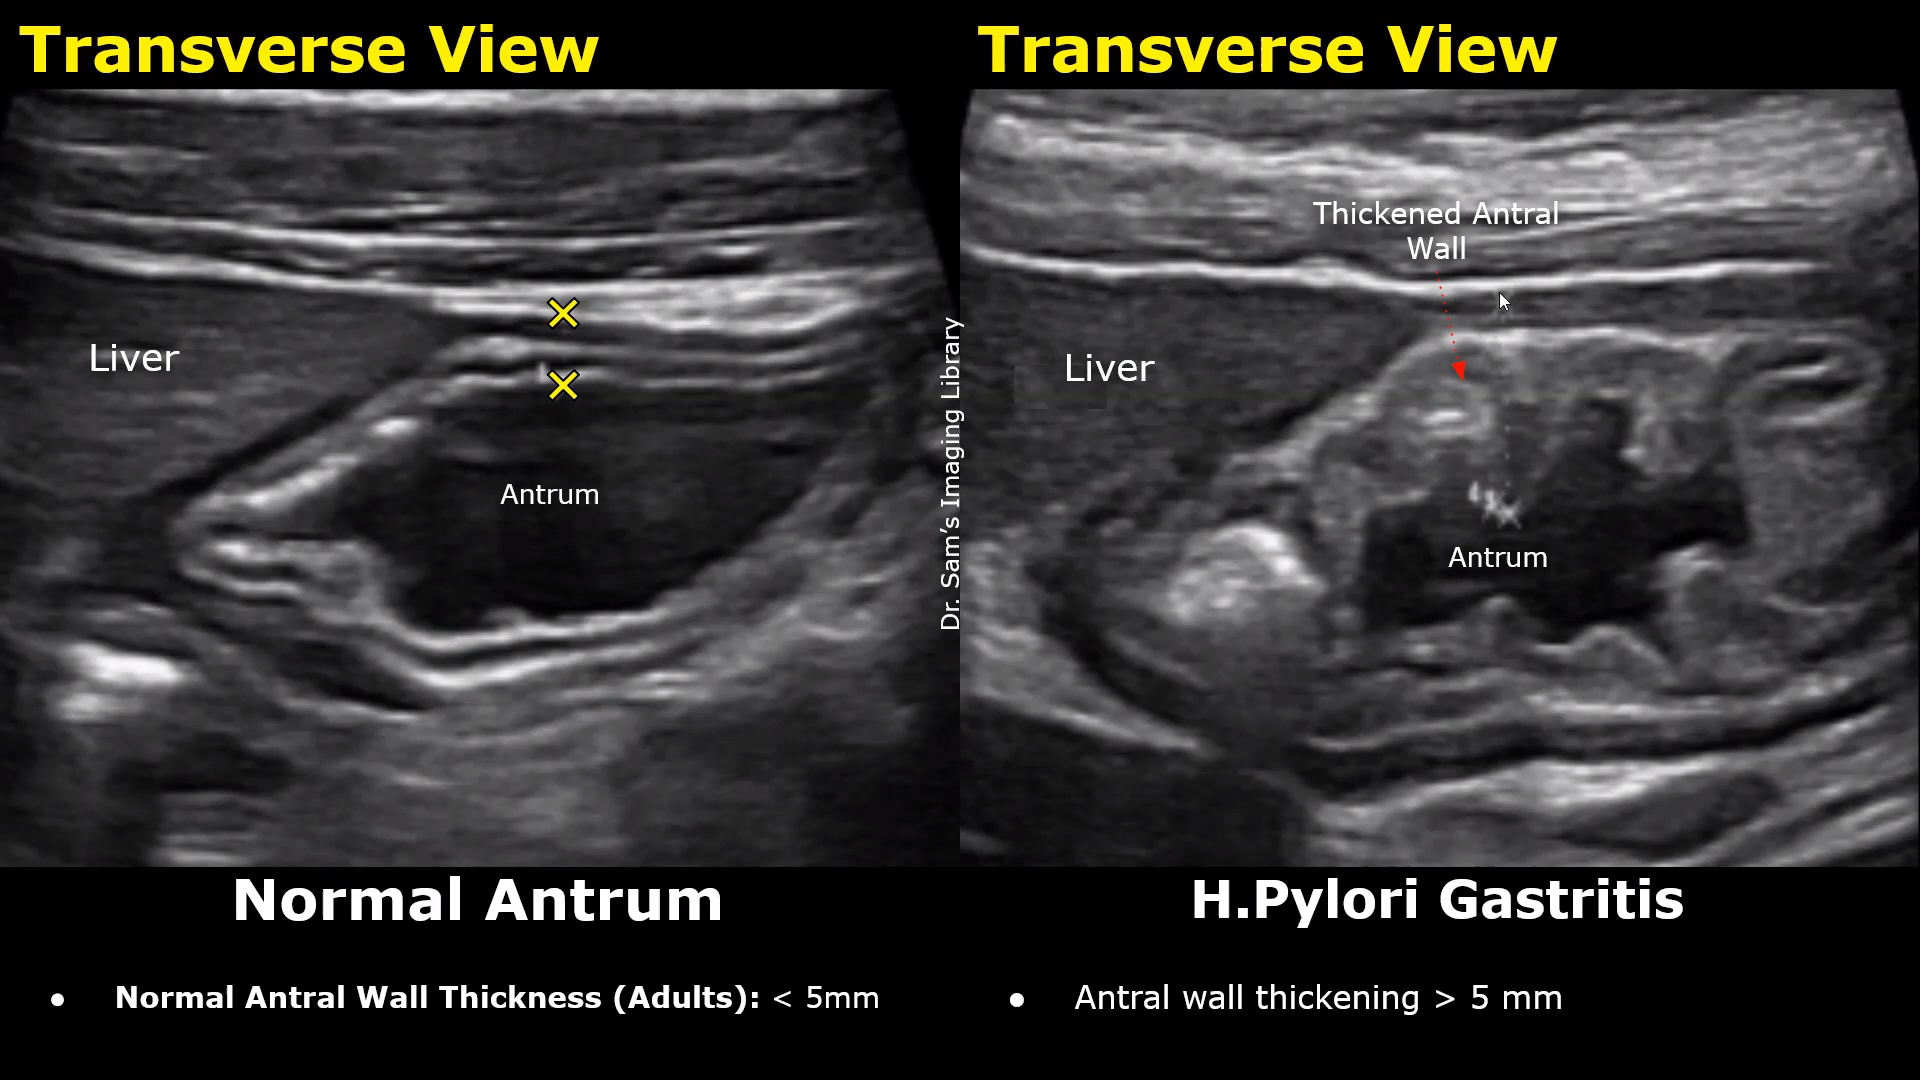 Transverse View
Transverse View
Thickened Antral
Wall
Liver
Liver
Antrum
Antrum
Dr. Sam's Imaging Library
Normal Antrum
H.Pylori Gastritis
• Normal Antral Wall Thickness (Adults): < 5mm
• Antral wall thickening > 5 mm